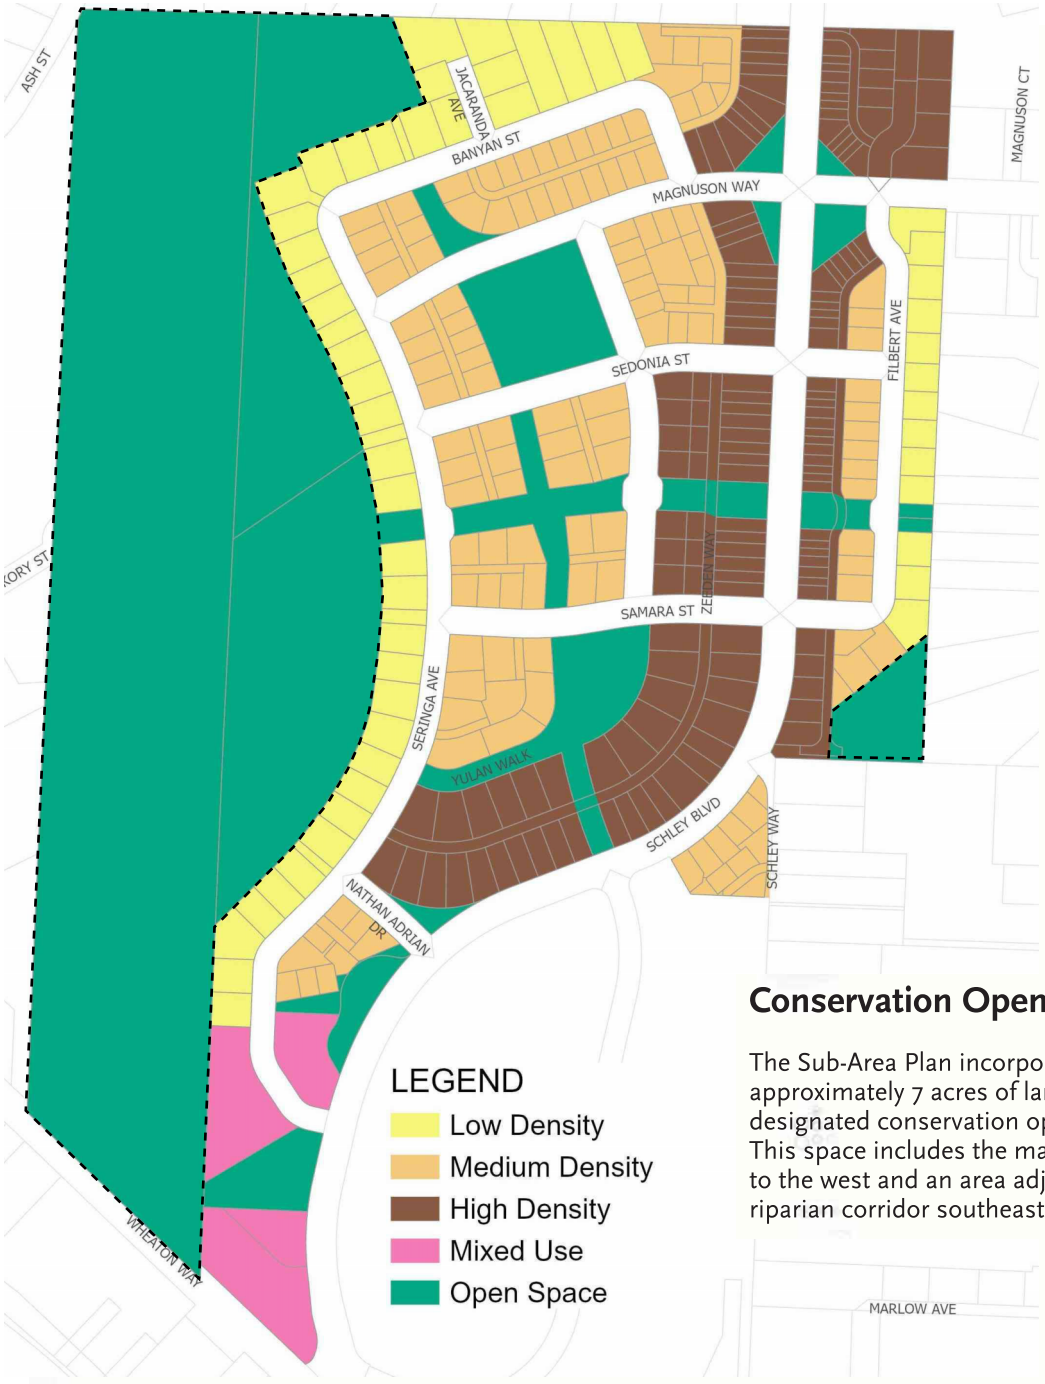 ASH ST
JACARANDA
AVE
BANYAN ST
MAGNUSON WAY
MAGNUSON CT
FILBERT AVE
SEDONIA ST
KORY ST
ZEEDEN WAY
SAMARA ST
SERINGA AVE
YULAN WALK
SCHLEY BLVD
SCHLEY WAY
NATHAN ADRIAN
DR
WHEATON WAY
MARLOW AVE
LEGEND
Low Density
Medium Density
High Density
Mixed Use
Open Space
Conservation Open
The Sub-Area Plan incorpo
approximately 7 acres of la
designated conservation op
This space includes the ma
to the west and an area adj
riparian corridor southeast